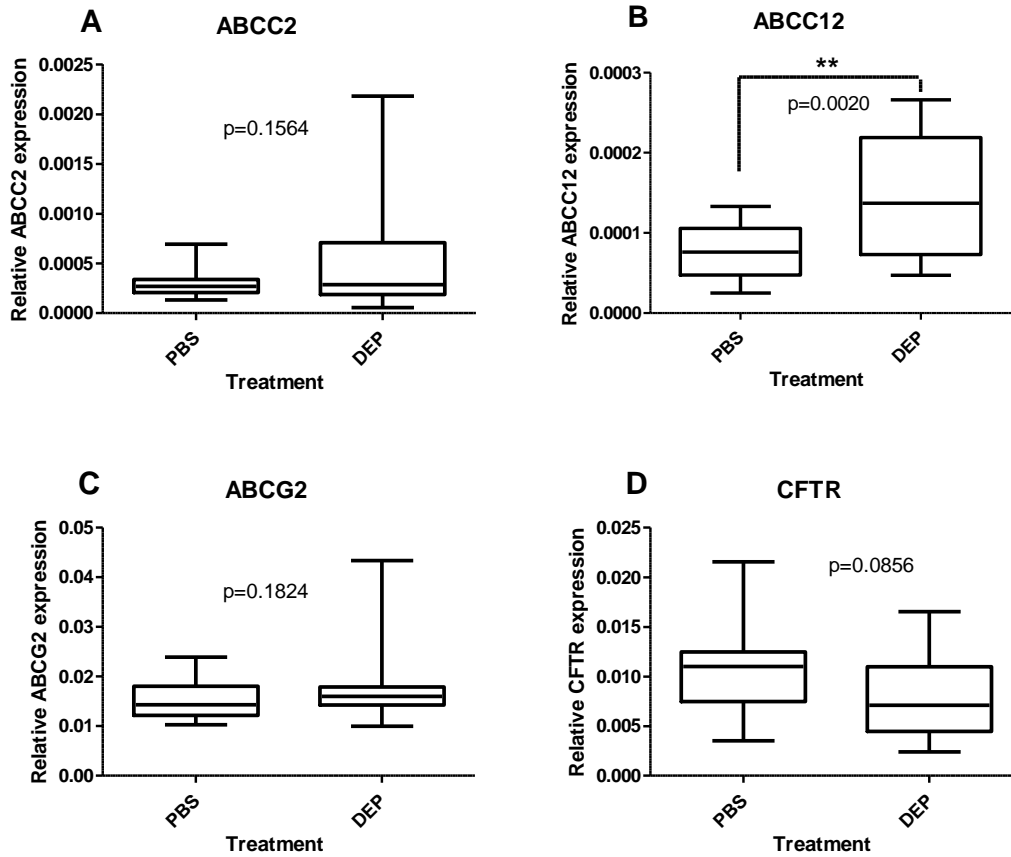 A
ABCC2
Relative ABCC2 expression
0.0025
0.0020
0.0015
0.0010
0.0005
0.0000
p=0.1564
PBS
DEP
Treatment
B
ABCC12
Relative ABCC12 expression
0.0003
0.0002
0.0001
0.0000
**
p=0.0020
PBS
DEP
Treatment
C
ABCG2
Relative ABCG2 expression
0.05
0.04
0.03
0.02
0.01
0.00
p=0.1824
PBS
DEP
Treatment
D
CFTR
Relative CFTR expression
0.025
0.020
0.015
0.010
0.005
0.000
p=0.0856
PBS
DEP
Treatment